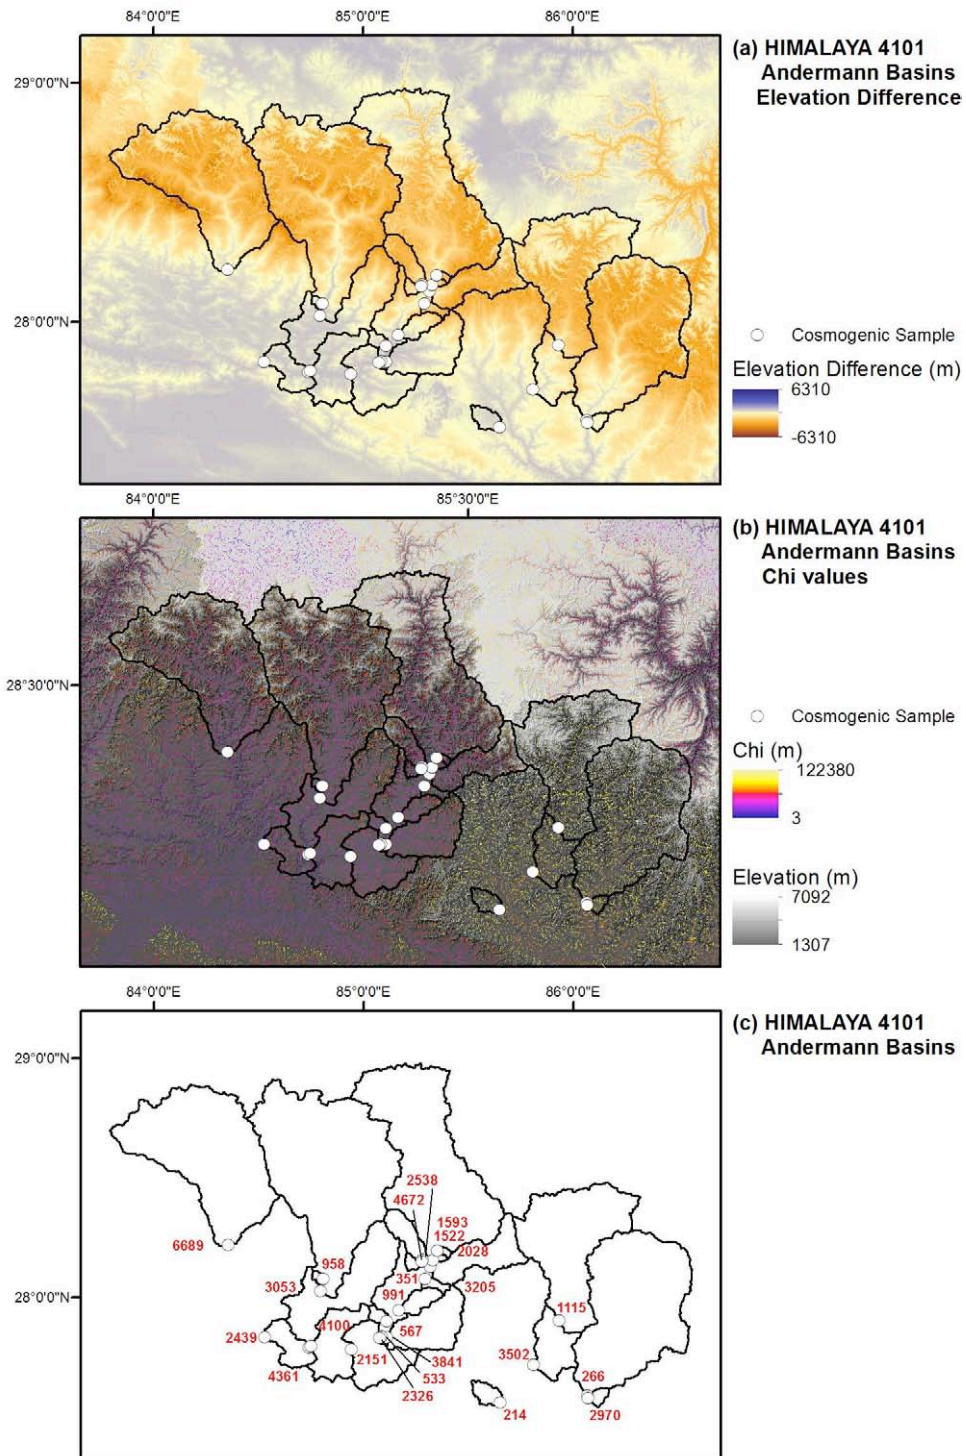 84°0'0"E
85°0'0"E
86°0'0"E
(a) HIMALAYA 4101
Andermann Basins
Elevation Difference
29°0'0"N
28°0'0"N
Cosmogenic Sample
Elevation Difference (m)
6310
-6310
84°0'0"E
85°30'0"E
(b) HIMALAYA 4101
Andermann Basins
Chi values
28°30'0"N
Cosmogenic Sample
Chi (m)
122380
3
Elevation (m)
7092
1307
84°0'0"E
85°0'0"E
86°0'0"E
(c) HIMALAYA 4101
Andermann Basins
29°0'0"N
2538
4672
1593
1522
6689
2028
958
351
3053
3205
28°0'0"N
991
1115
4100
567
2439
3841
3502
4361
2151
533
266
2326
214
2970